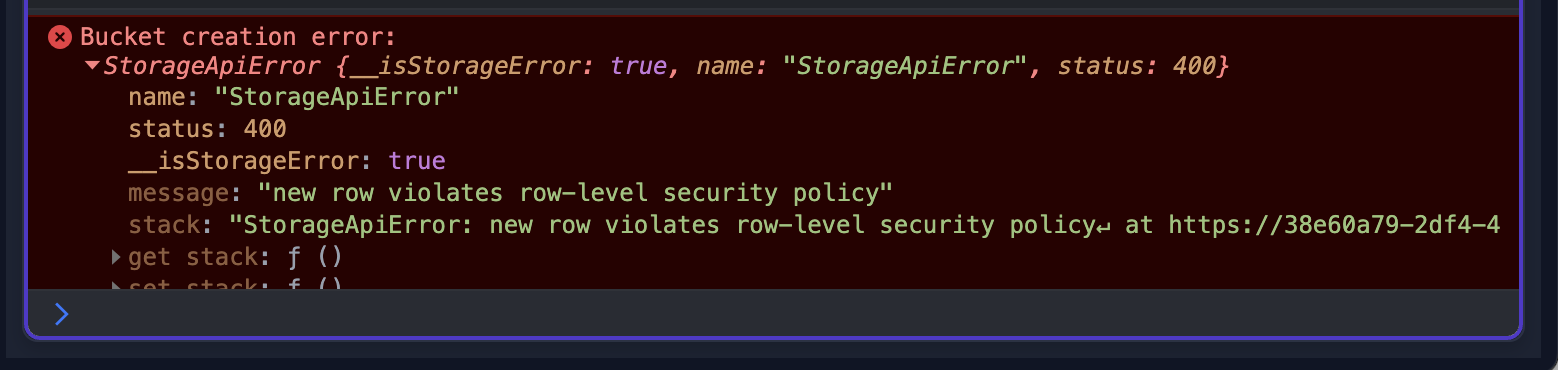 Bucket creation error:
StorageApiError {__isStorageError: true, name: "StorageApiError", status: 400}
name: "StorageApiError"
status: 400
__isStorageError: true
message: "new row violates row-level security policy"
stack: "StorageApiError: new row violates row-level security policy↵ at https://38e60a79-2df4-4
get stack: ƒ ()
set stack: ƒ ()